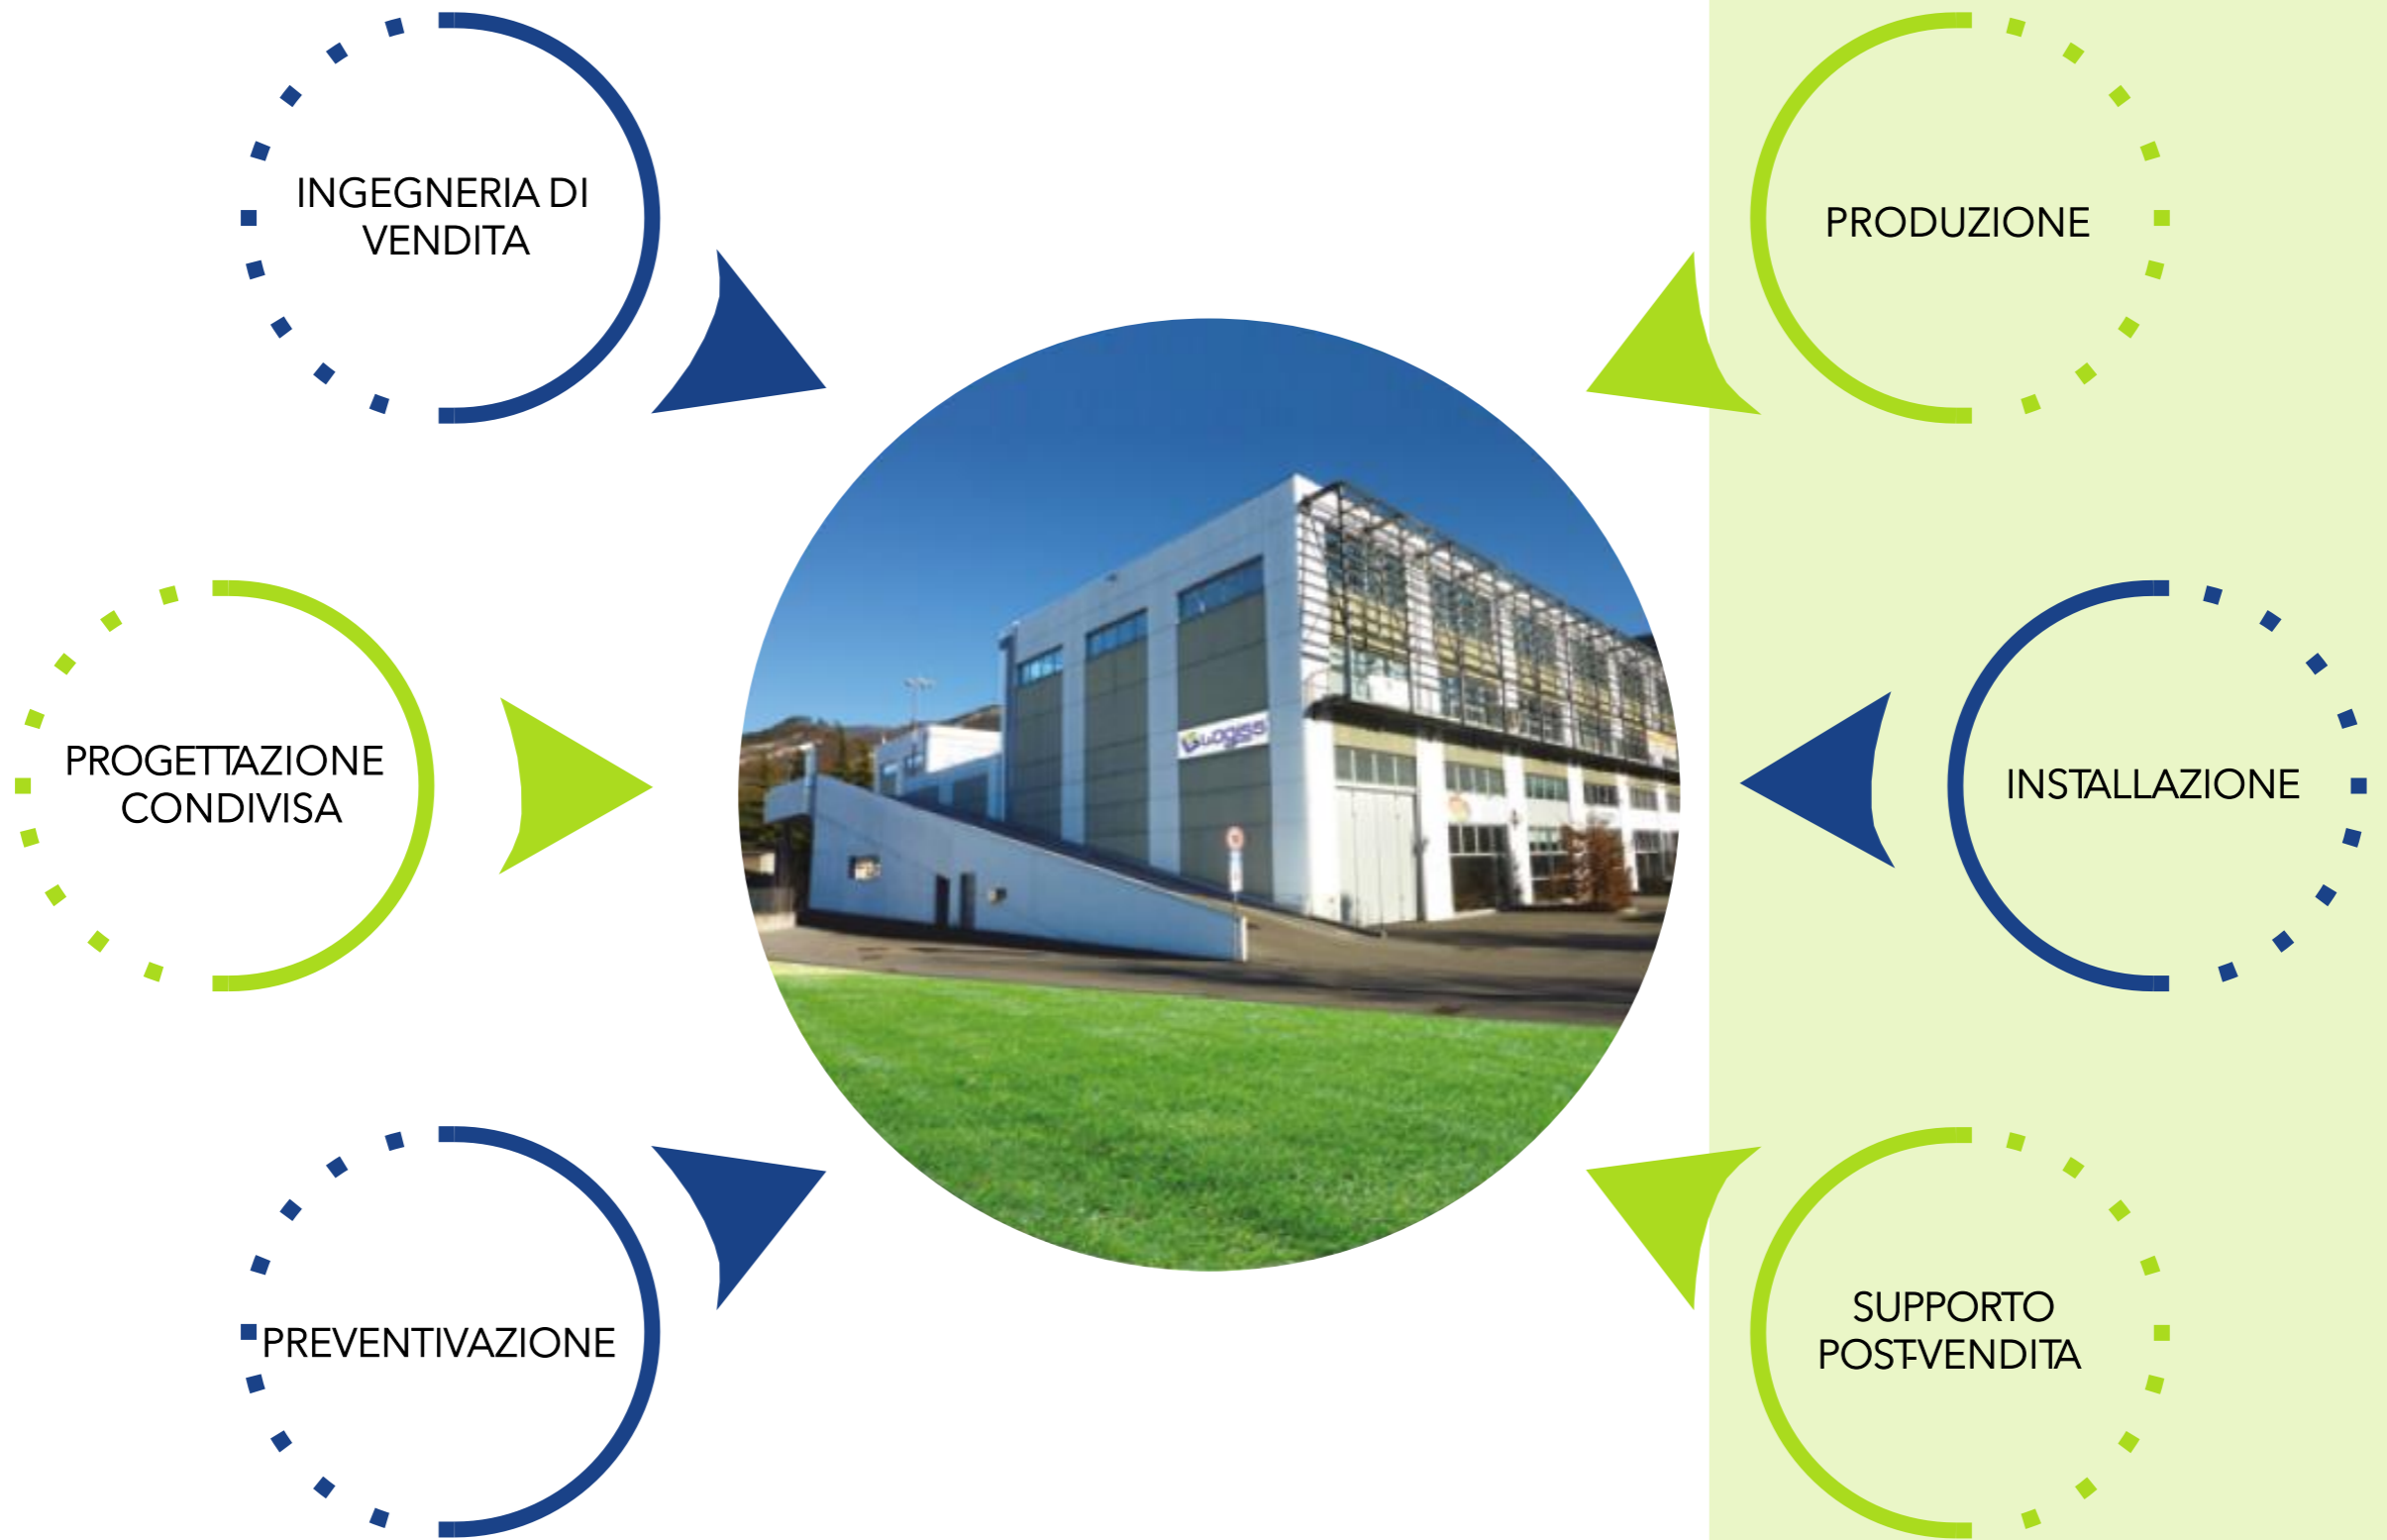 INGEGNERIA DI
VENDITA
PRODUZIONE
PROGETTAZIONE
CONDIVISA
INSTALLAZIONE
PREVENTIVAZIONE
SUPPORTO
POST-VENDITA